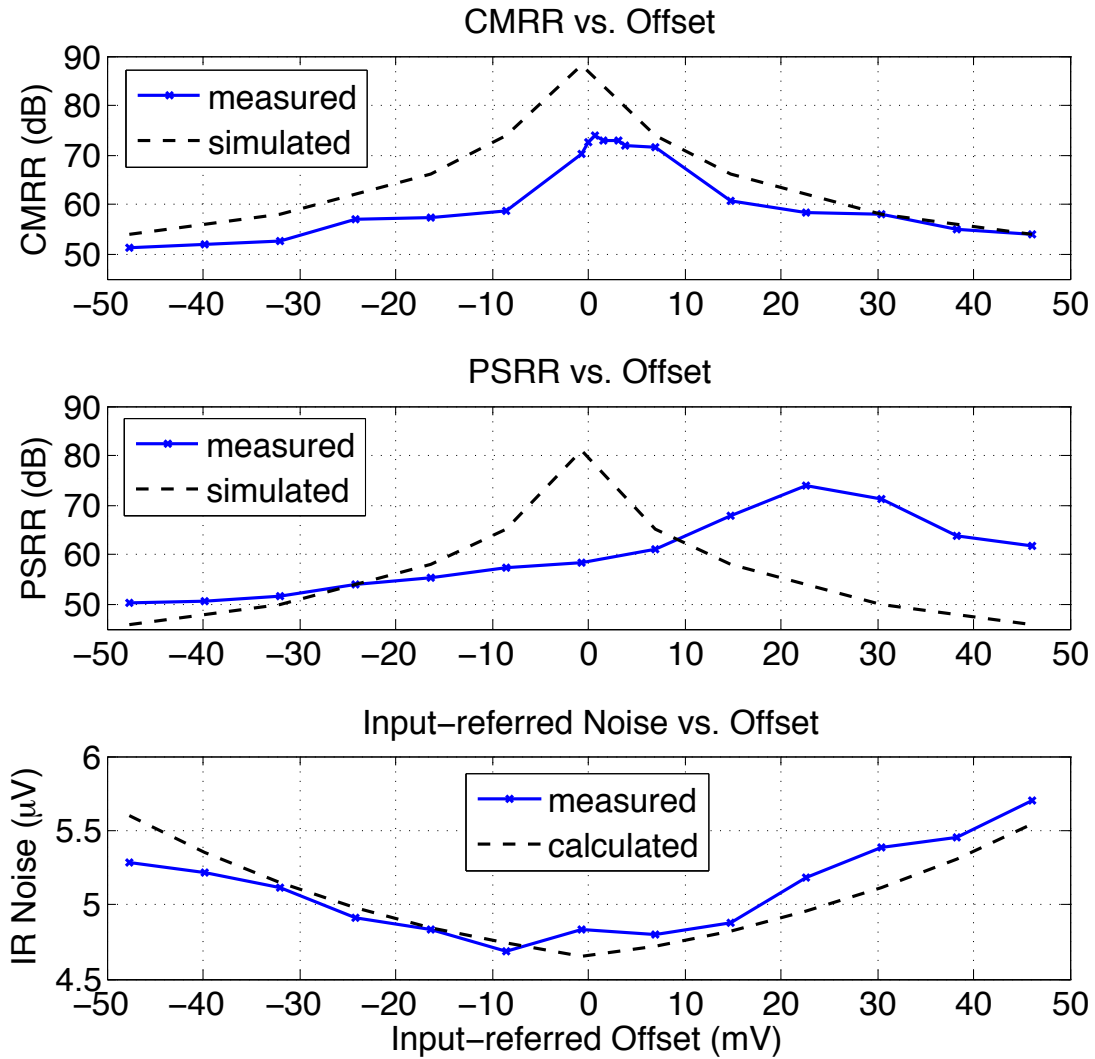 CMRR vs. Offset
CMRR (dB)
90
80
70
60
50
measured
simulated
−50 −40 −30 −20 −10 0 10 20 30 40 50
PSRR vs. Offset
PSRR (dB)
90
80
70
60
50
measured
simulated
−50 −40 −30 −20 −10 0 10 20 30 40 50
Input−referred Noise vs. Offset
IR Noise (μV)
6
5.5
5
4.5
measured
calculated
−50 −40 −30 −20 −10 0 10 20 30 40 50
Input−referred Offset (mV)